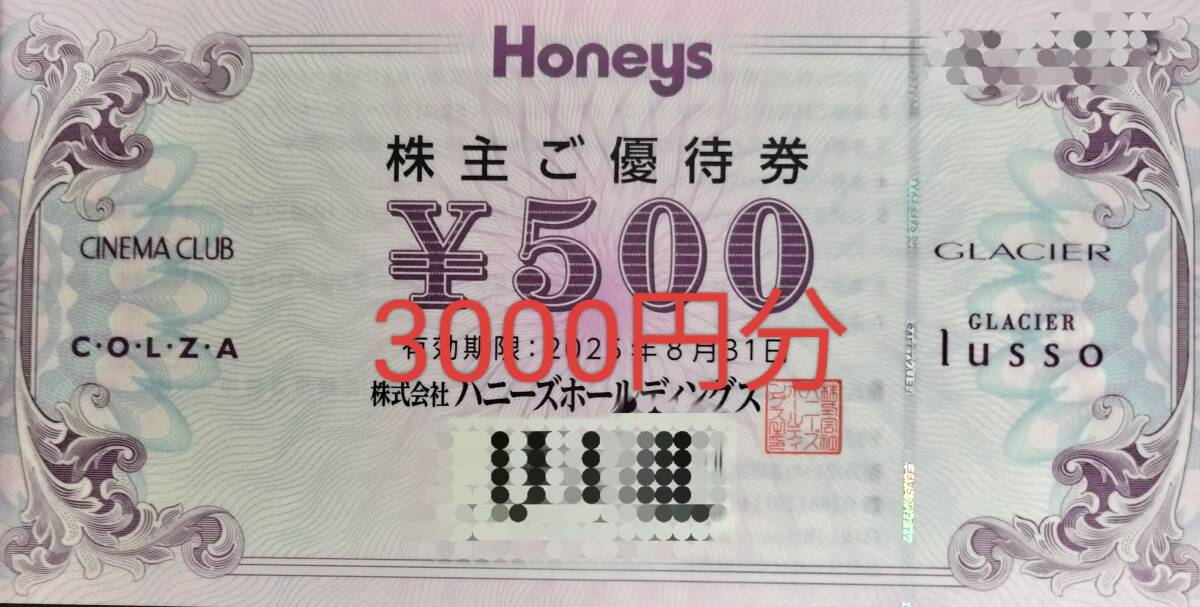 Honeys
株主ご優待券
¥500
CINEMA CLUB
GLACIER
C・O・L・Z・A
GLACIER
lusso
3000円分
有効期限:
年8月31日
株式会社 ハニーズホールディングス